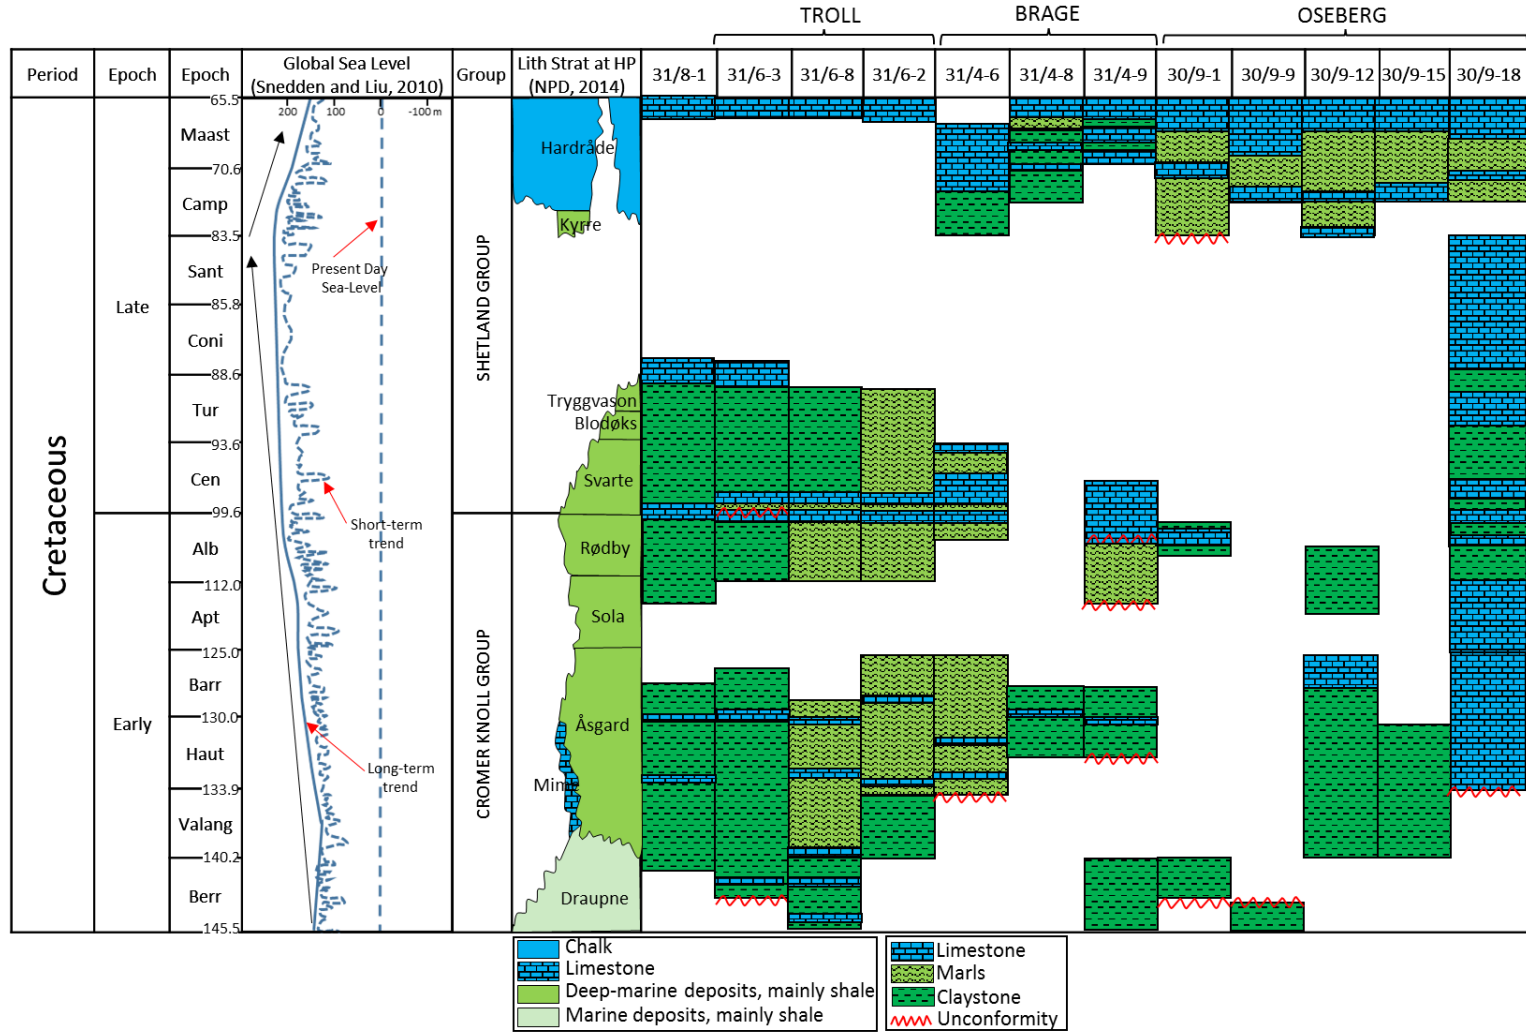 TROLL BRAGE OSEBERG
Period Epoch Epoch Global Sea Level Group Lith Strat at HP 31/8-1 31/6-3 31/6-8 31/6-2 31/4-6 31/4-8 31/4-9 30/9-1 30/9-9 30/9-12 30/9-15 30/9-18
(Snedden and Liu, 2010) (NPD, 2014)
65.5
200 100 0 -100 m
Maast
Hardråde
70.6
Camp
Kyrre
83.5
Present Day
Sea-Level
Sant
85.8
Late
Coni
SHETLAND GROUP
88.6
Tryggvason
Tur
Blodøks
93.6
Cen
Svarte
99.6
Short-term
trend
Cretaceous
Alb
Rødby
112.0
Apt
Sola
125.0
Barr
130.0
Early
Åsgard
Haut
Long-term
trend
CROMER KNOLL GROUP
133.9
Mime
Valang
140.2
Berr
Draupne
145.5
Chalk
Limestone
Deep-marine deposits, mainly shale
Marine deposits, mainly shale
Limestone
Marls
Claystone
Unconformity